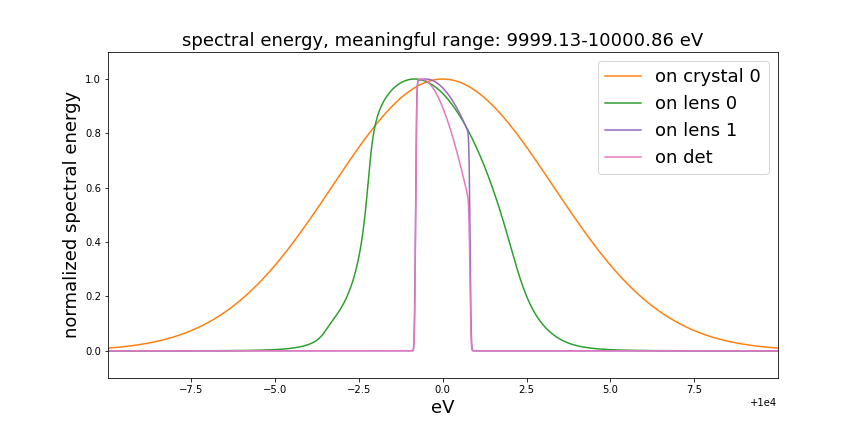 spectral energy, meaningful range: 9999.13-10000.86 eV
normalized spectral energy
1.0
0.8
0.6
0.4
0.2
0.0
on crystal 0
on lens 0
on lens 1
on det
−7.5 −5.0 −2.5 0.0 2.5 5.0 7.5
eV
+1e4